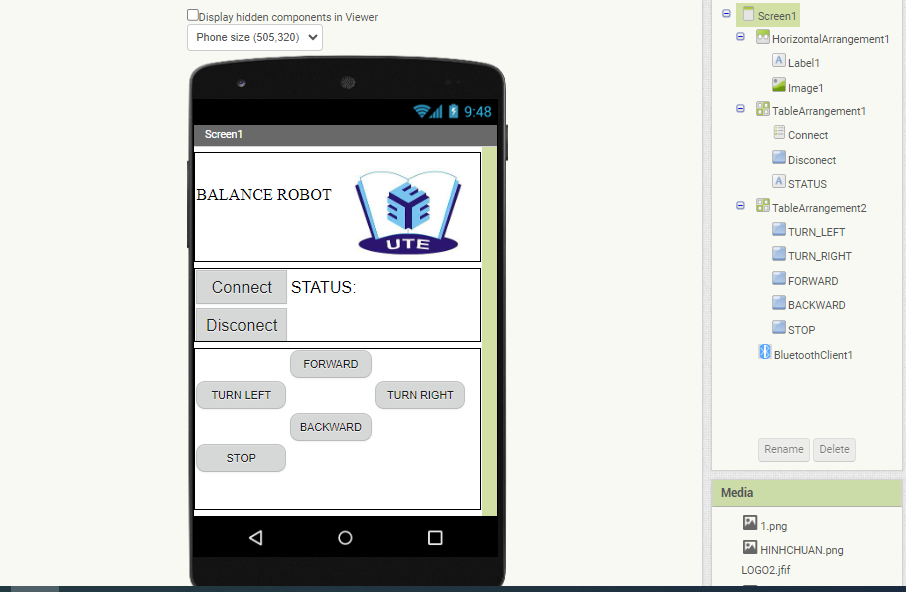 Display hidden components in Viewer
Phone size (505,320)
9:48
Screen1
BALANCE ROBOT
UTE
Connect
STATUS:
Disconect
FORWARD
TURN LEFT
TURN RIGHT
BACKWARD
STOP
Screen1
HorizontalArrangement1
Label1
Image1
TableArrangement1
Connect
Disconect
STATUS
TableArrangement2
TURN_LEFT
TURN_RIGHT
FORWARD
BACKWARD
STOP
BluetoothClient1
Rename Delete
Media
1.png
HINHCHUAN.png
LOGO2.jfif